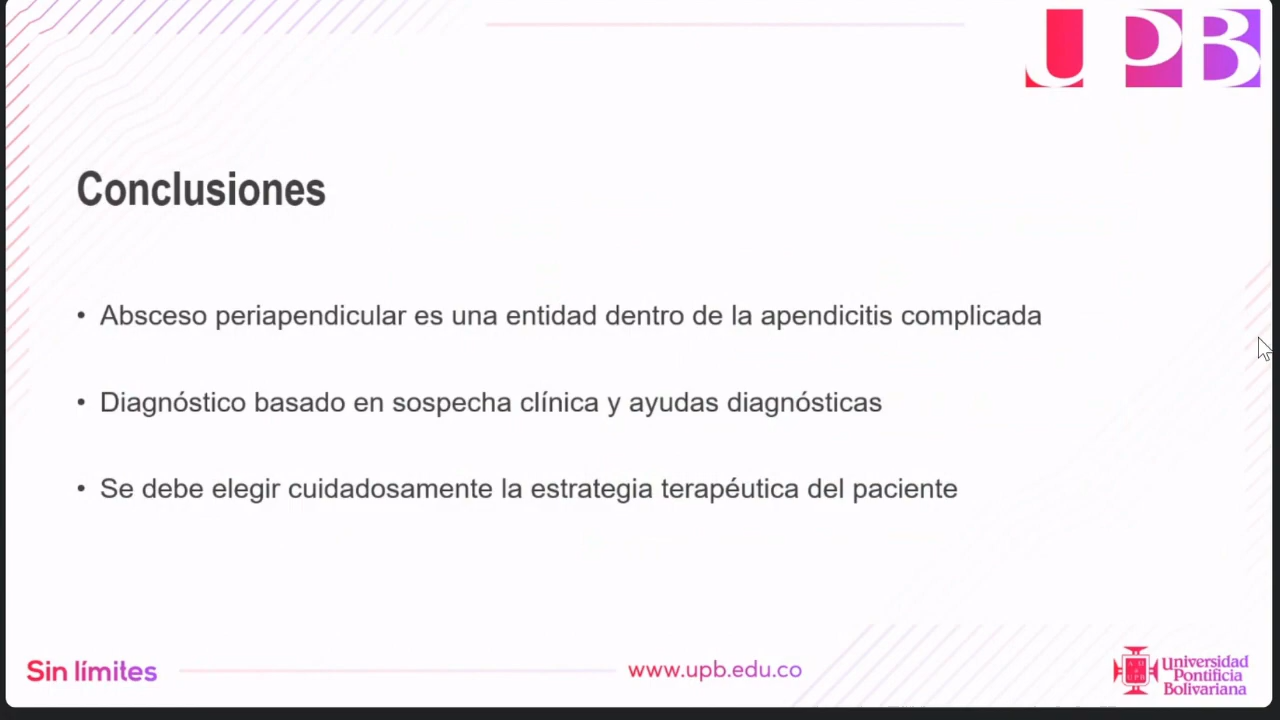 UPB
Conclusiones
• Absceso periapendicular es una entidad dentro de la apendicitis complicada
• Diagnóstico basado en sospecha clínica y ayudas diagnósticas
• Se debe elegir cuidadosamente la estrategia terapéutica del paciente
Sin límites
www.upb.edu.co
Universidad
Pontificia
Bolivariana